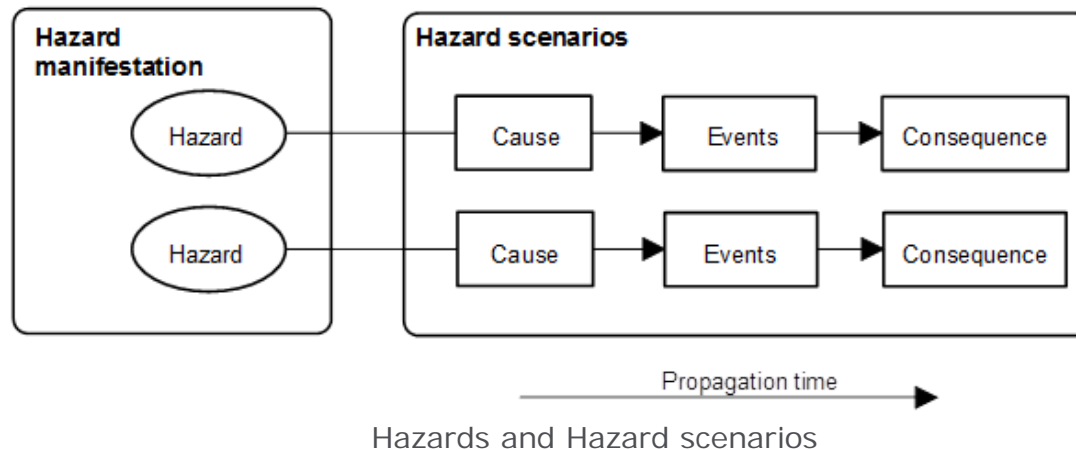 Hazard
manifestation
Hazard scenarios
Hazard
Cause
Events
Consequence
Hazard
Cause
Events
Consequence
Propagation time
Hazards and Hazard scenarios